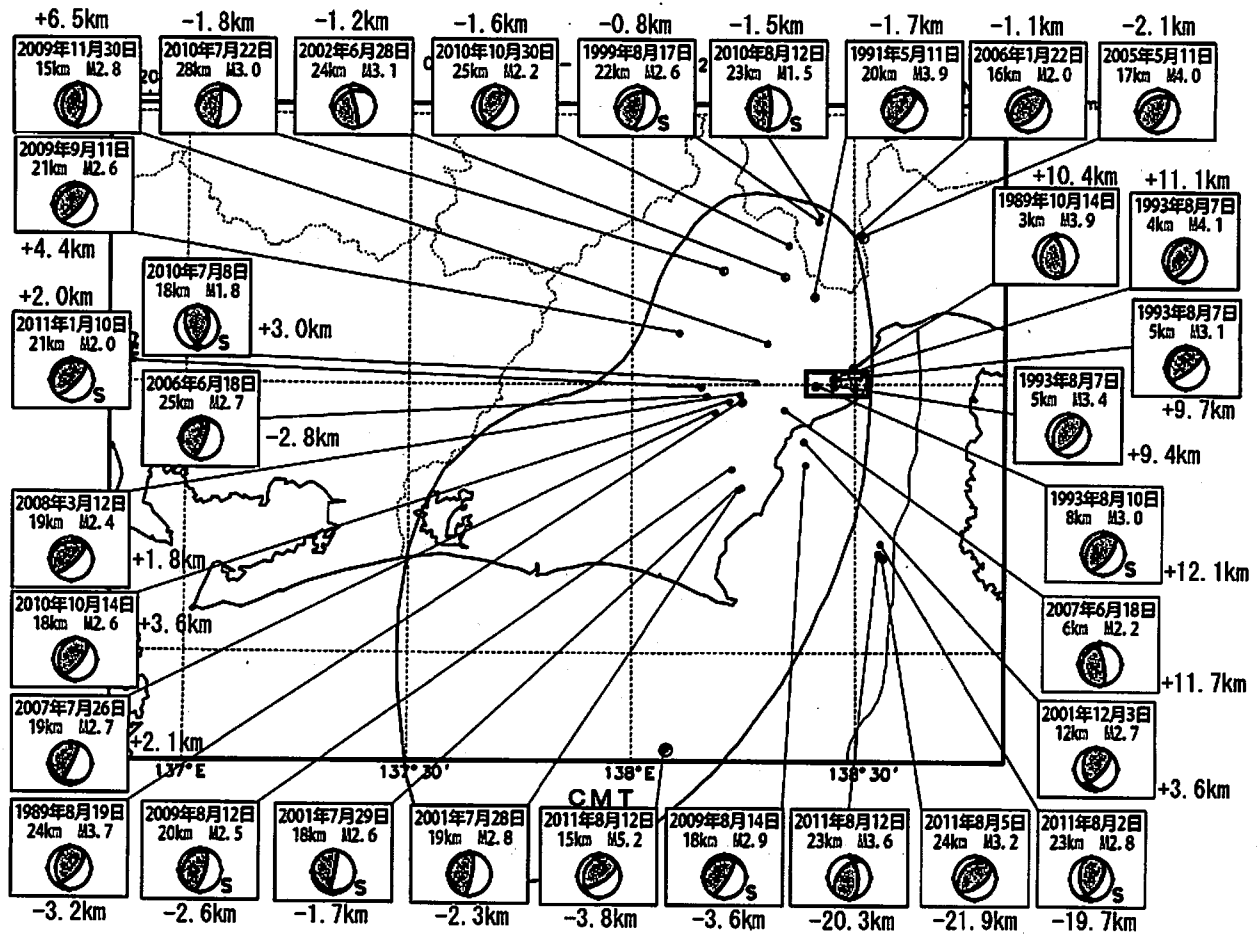 +6.5km
-1.8km
-1.2km
-1.6km
-0.8km
-1.5km
-1.7km
-1.1km
-2.1km
2009年11月30日
15km M2.8
2010年7月22日
28km M3.0
2002年6月28日
24km M3.1
2010年10月30日
25km M2.2
1999年8月17日
22km M2.6
S
2010年8月12日
23km M1.5
S
1991年5月11日
20km M3.9
2006年1月22日
16km M2.0
2005年5月11日
17km M4.0
2009年9月11日
21km M2.6
+4.4km
+10.4km
1989年10月14日
3km M3.9
+11.1km
1993年8月7日
4km M4.1
2010年7月8日
18km M1.8
S
+3.0km
+2.0km
2011年1月10日
21km M2.0
S
1993年8月7日
5km M3.1
+9.7km
2006年6月18日
25km M2.7
-2.8km
1993年8月7日
5km M3.4
+9.4km
2008年3月12日
19km M2.4
+1.8km
1993年8月10日
8km M3.0
S
+12.1km
2010年10月14日
18km M2.6
+3.6km
2007年6月18日
6km M2.2
+11.7km
2007年7月26日
19km M2.7
+2.1km
2001年12月3日
12km M2.7
+3.6km
137°E
137°30'
138°E
138°30'
CMT
1989年8月19日
24km M3.7
2009年8月12日
20km M2.5
S
2001年7月29日
18km M2.6
S
2001年7月28日
19km M2.8
2011年8月12日
15km M5.2
2009年8月14日
18km M2.9
S
2011年8月12日
23km M3.6
2011年8月5日
24km M3.2
2011年8月2日
23km M2.8
S
-3.2km
-2.6km
-1.7km
-2.3km
-3.8km
-3.6km
-20.3km
-21.9km
-19.7km